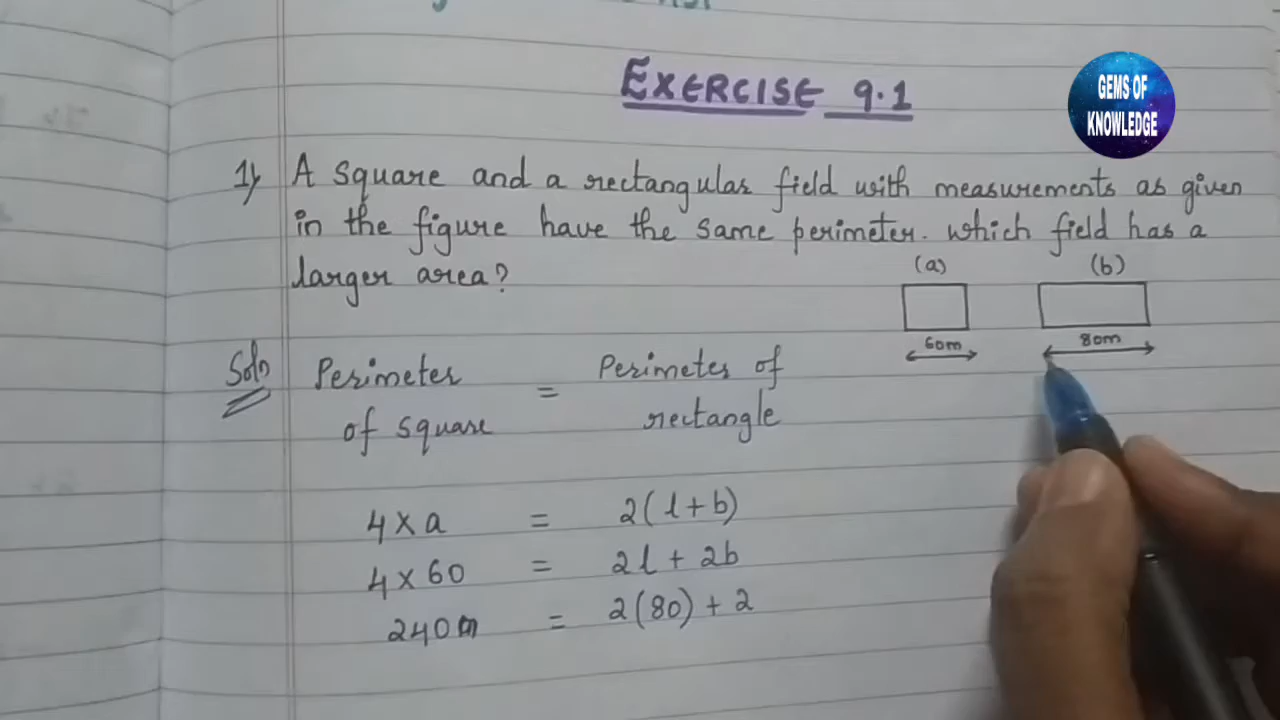 EXERCISE 9.1
GEMS OF
KNOWLEDGE
1) A square and a rectangular field with measurements as given
in the figure have the same perimeter. which field has a
larger area?
(a) (b)
60m 80m
Soln Perimeter = Perimeter of
of square rectangle
4 × a = 2(l + b)
4 × 60 = 2l + 2b
240m = 2(80) + 2